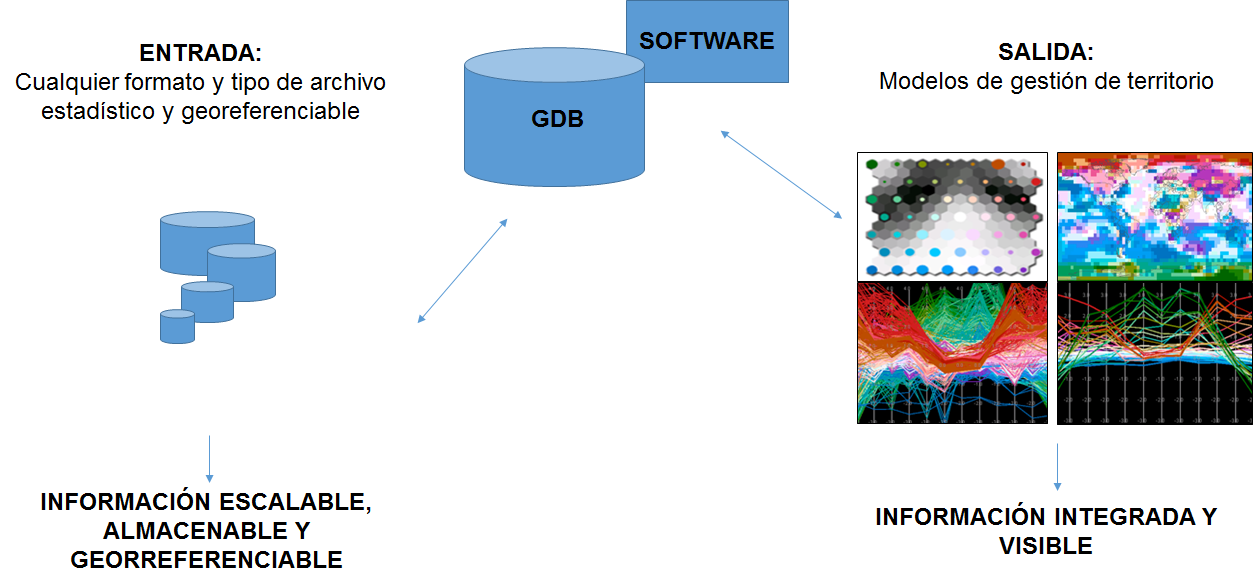 ENTRADA:
Cualquier formato y tipo de archivo
estadístico y georeferenciable
SOFTWARE
GDB
SALIDA:
Modelos de gestión de territorio
INFORMACIÓN ESCALABLE,
ALMACENABLE Y
GEORREFERENCIABLE
INFORMACIÓN INTEGRADA Y
VISIBLE